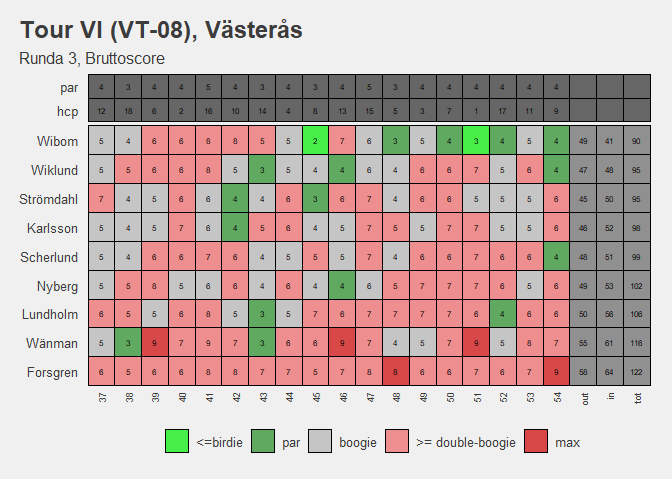 Tour VI (VT-08), Västerås
Runda 3, Bruttoscore
par 4 3 4 4 5 4 3 4 3 4 5 3 4 4 4 4 4 4
hcp 12 18 6 2 16 10 14 4 8 13 15 5 3 7 1 17 11 9
Wibom 5 4 6 6 8 8 5 5 2 7 6 3 5 4 3 4 5 4 49 41 90
Wiklund 5 5 6 6 8 5 3 5 4 4 6 4 6 6 7 5 6 4 47 48 95
Strömdahl 7 4 5 6 6 4 4 6 3 6 7 4 6 6 5 5 5 6 45 50 95
Karlsson 5 4 5 7 6 4 5 6 4 5 7 5 5 7 7 5 5 6 46 52 98
Scherlund 5 4 6 6 7 6 4 5 5 5 7 4 6 6 7 6 6 4 48 51 99
Nyberg 5 5 8 5 6 6 4 6 4 4 6 5 7 7 7 6 5 6 49 53 102
Lundholm 6 5 5 6 8 5 3 5 7 6 7 7 7 7 6 4 6 6 50 56 106
Wänman 5 3 9 7 9 7 3 6 6 9 7 4 5 7 9 5 8 7 55 61 116
Forsgren 6 5 6 6 8 8 7 7 5 7 8 8 6 6 7 6 7 9 58 64 122
37 38 39 40 41 42 43 44 45 46 47 48 49 50 51 52 53 54 out in tot
<=birdie par boogie >= double-boogie max